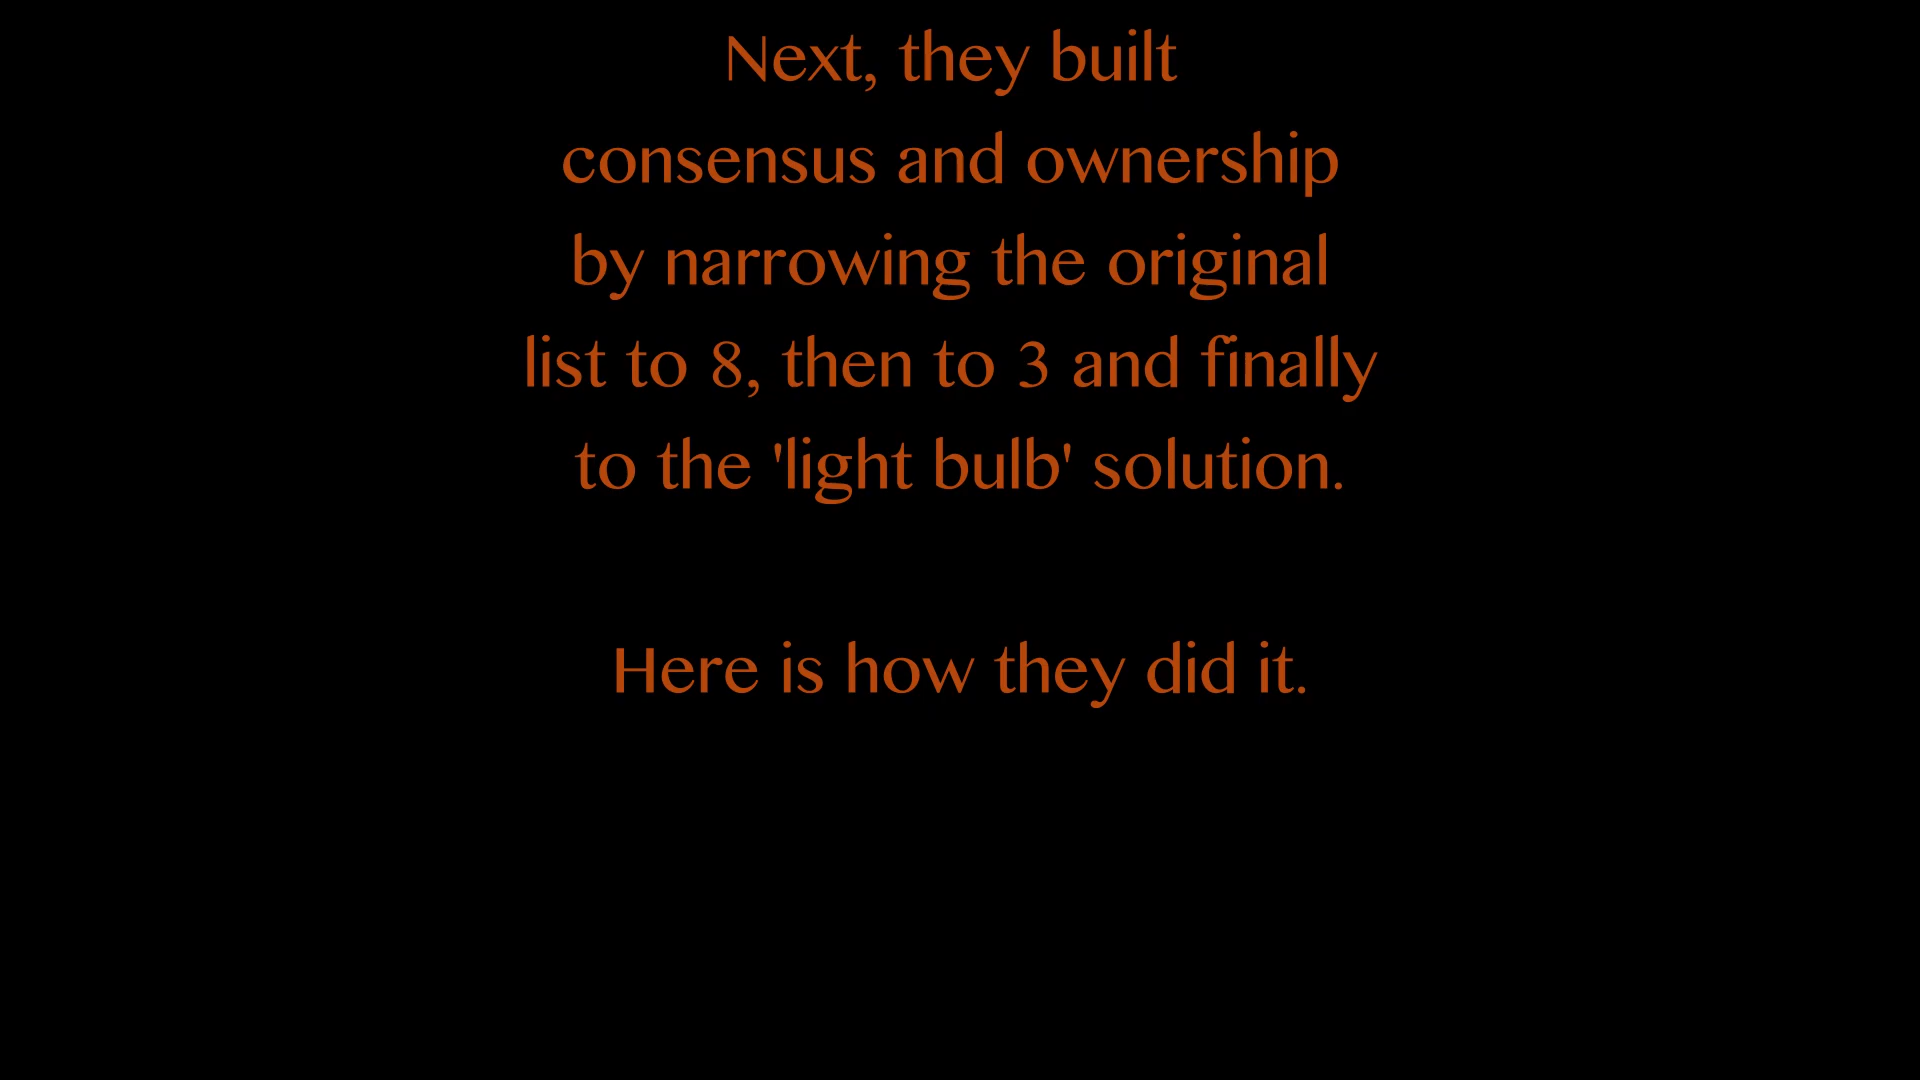 Next, they built
consensus and ownership
by narrowing the original
list to 8, then to 3 and finally
to the 'light bulb' solution.
Here is how they did it.